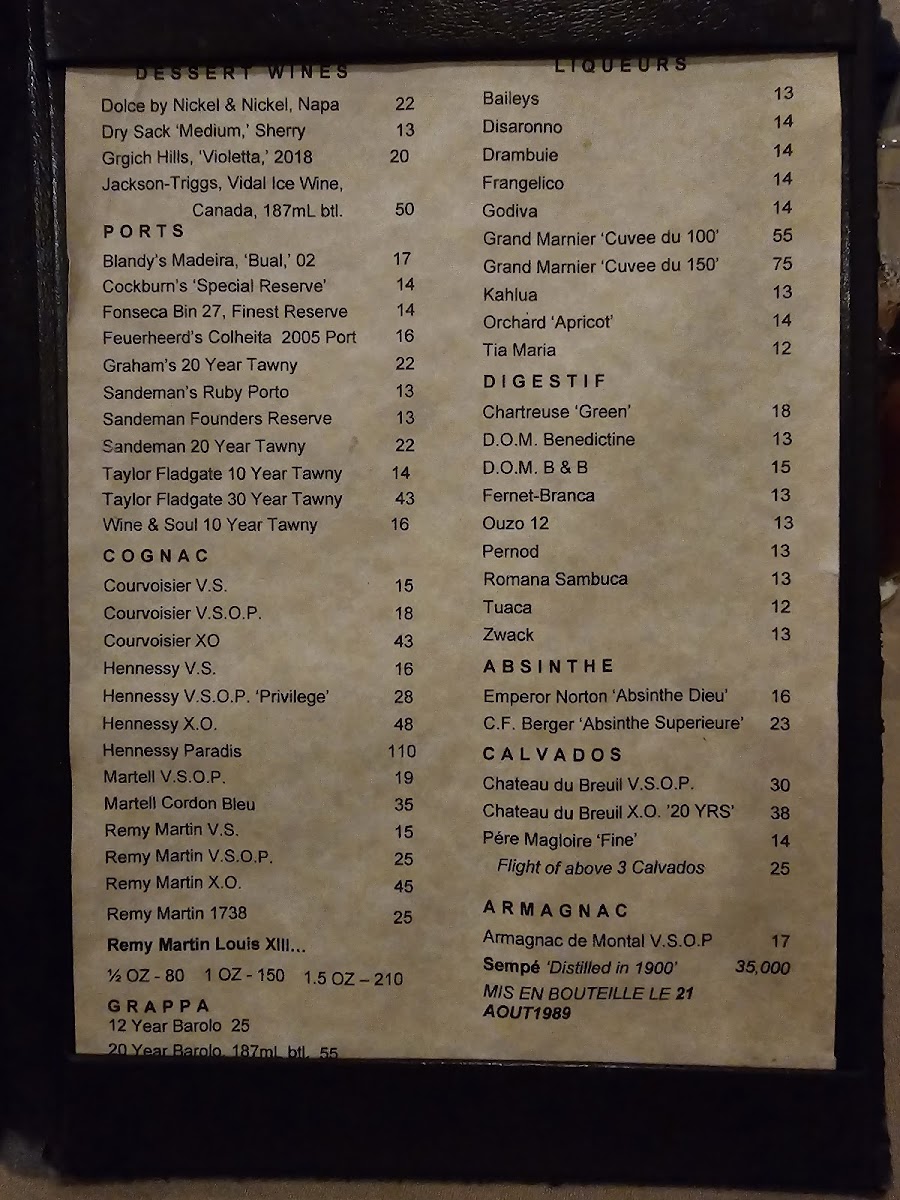 DESSERT WINES
Dolce by Nickel & Nickel, Napa 22
Dry Sack ‘Medium,’ Sherry 13
Grgich Hills, ‘Violetta,’ 2018 20
Jackson-Triggs, Vidal Ice Wine,
Canada, 187mL btl. 50
PORTS
Blandy’s Madeira, ‘Bual,’ 02 17
Cockburn’s ‘Special Reserve’ 14
Fonseca Bin 27, Finest Reserve 14
Feuerheerd’s Colheita 2005 Port 16
Graham’s 20 Year Tawny 22
Sandeman’s Ruby Porto 13
Sandeman Founders Reserve 13
Sandeman 20 Year Tawny 22
Taylor Fladgate 10 Year Tawny 14
Taylor Fladgate 30 Year Tawny 43
Wine & Soul 10 Year Tawny 16
COGNAC
Courvoisier V.S. 15
Courvoisier V.S.O.P. 18
Courvoisier XO 43
Hennessy V.S. 16
Hennessy V.S.O.P. ‘Privilege’ 28
Hennessy X.O. 48
Hennessy Paradis 110
Martell V.S.O.P. 19
Martell Cordon Bleu 35
Remy Martin V.S. 15
Remy Martin V.S.O.P. 25
Remy Martin X.O. 45
Remy Martin 1738 25
Remy Martin Louis XIII...
½ OZ - 80 1 OZ - 150 1.5 OZ – 210
GRAPPA
12 Year Barolo 25
20 Year Barolo, 187mL btl. 55
LIQUEURS
Baileys 13
Disaronno 14
Drambuie 14
Frangelico 14
Godiva 14
Grand Marnier ‘Cuvee du 100’ 55
Grand Marnier ‘Cuvee du 150’ 75
Kahlua 13
Orchard ‘Apricot’ 14
Tia Maria 12
DIGESTIF
Chartreuse ‘Green’ 18
D.O.M. Benedictine 13
D.O.M. B & B 15
Fernet-Branca 13
Ouzo 12 13
Pernod 13
Romana Sambuca 13
Tuaca 12
Zwack 13
ABSINTHE
Emperor Norton ‘Absinthe Dieu’ 16
C.F. Berger ‘Absinthe Superieure’ 23
CALVADOS
Chateau du Breuil V.S.O.P. 30
Chateau du Breuil X.O. ’20 YRS’ 38
Pére Magloire ‘Fine’ 14
Flight of above 3 Calvados 25
ARMAGNAC
Armagnac de Montal V.S.O.P 17
Sempé ‘Distilled in 1900’ 35,000
MIS EN BOUTEILLE LE 21
AOUT1989